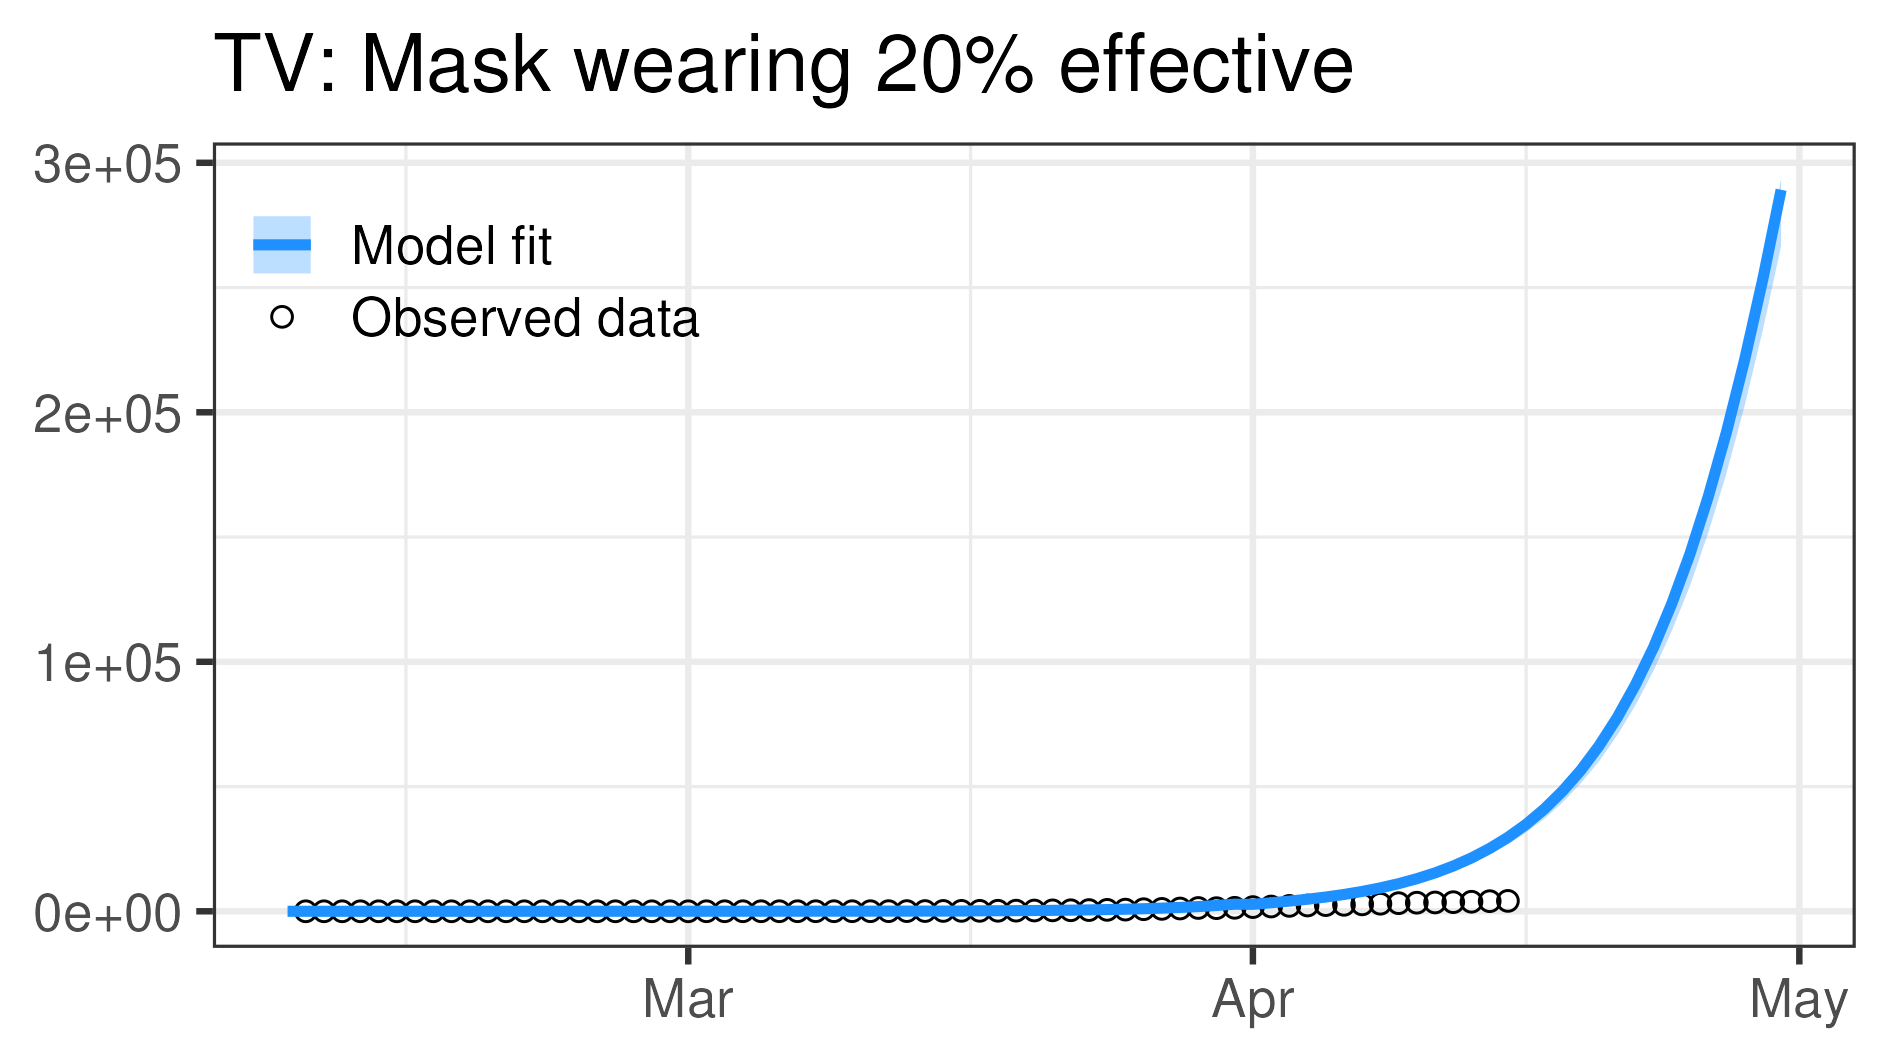 TV: Mask wearing 20% effective
3e+05
2e+05
1e+05
0e+00
Model fit
Observed data
Mar
Apr
May